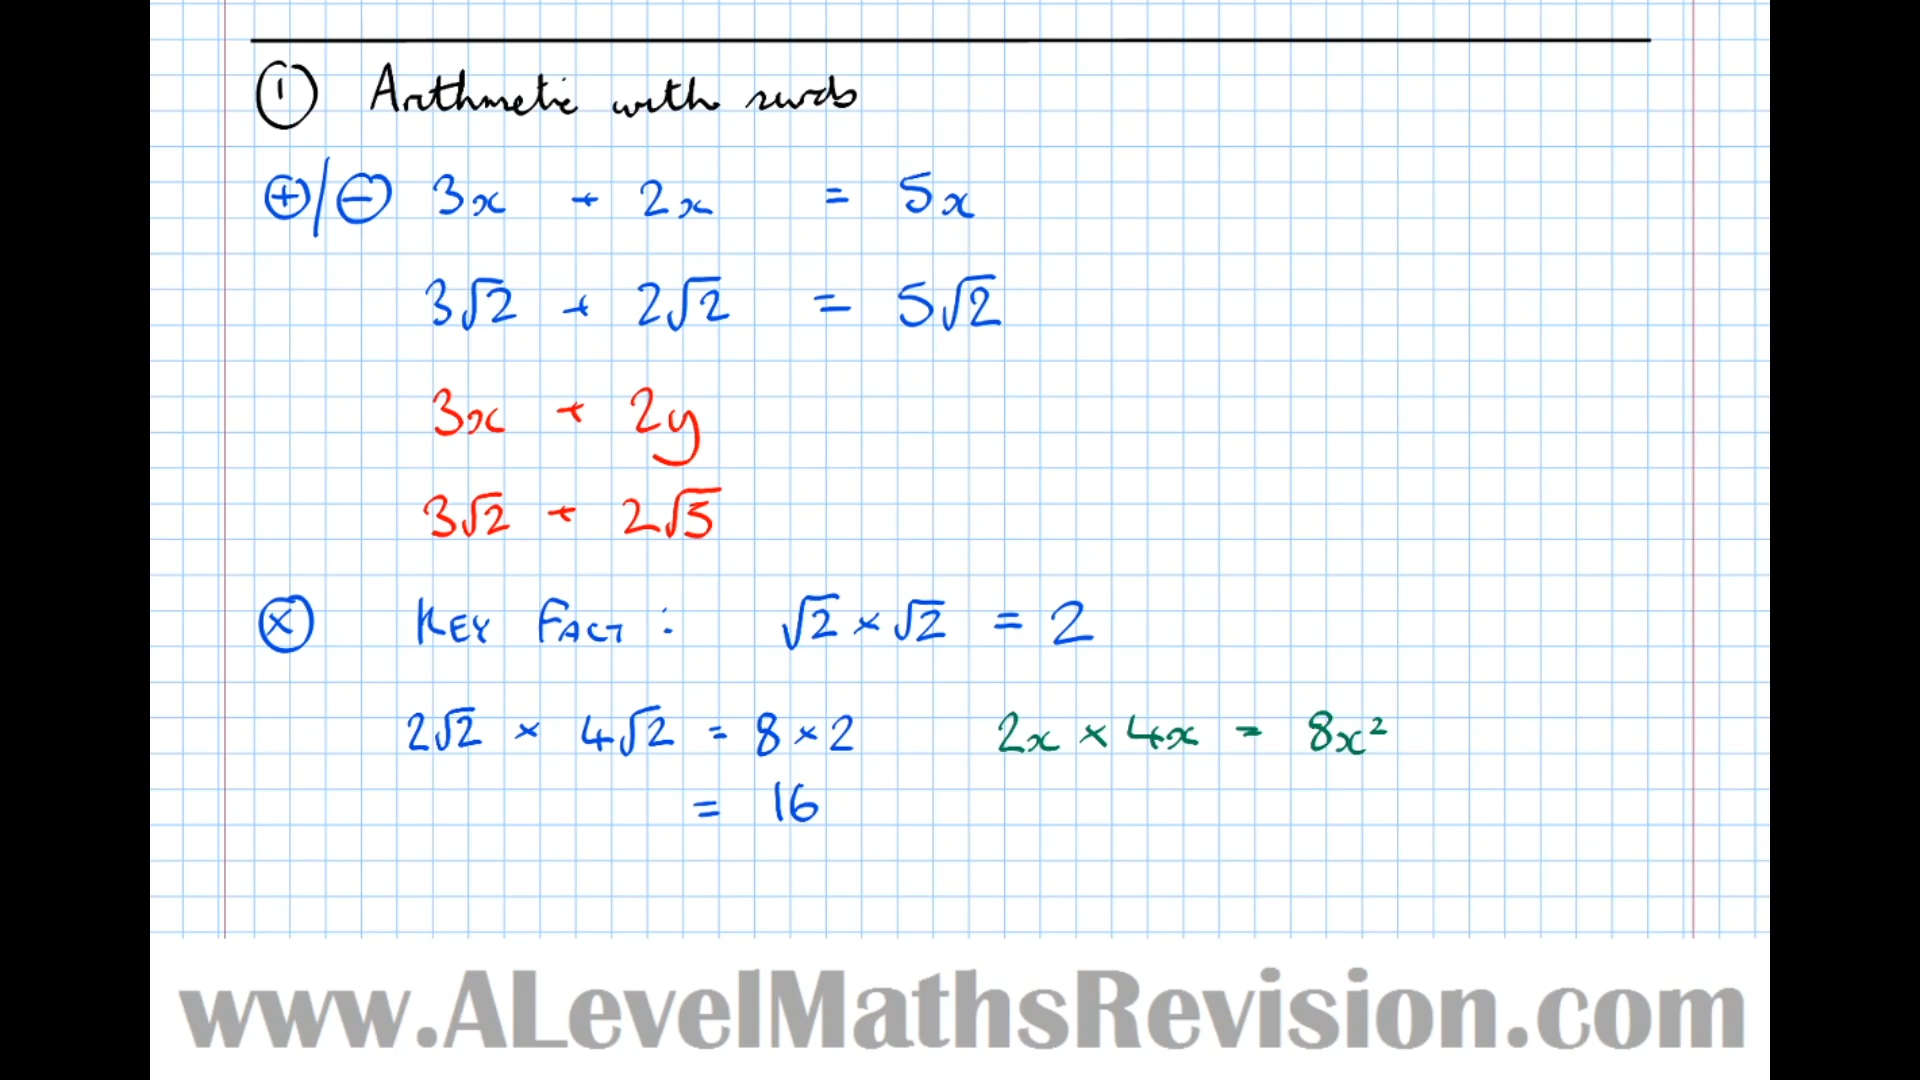 ① Arithmetic with surds
⊕/⊖ 3x + 2x = 5x
3√2 + 2√2 = 5√2
3x + 2y
3√2 + 2√5
ⓧ KEY FACT : √2 × √2 = 2
2√2 × 4√2 = 8 × 2 2x × 4x = 8x²
= 16
www.ALevelMathsRevision.com